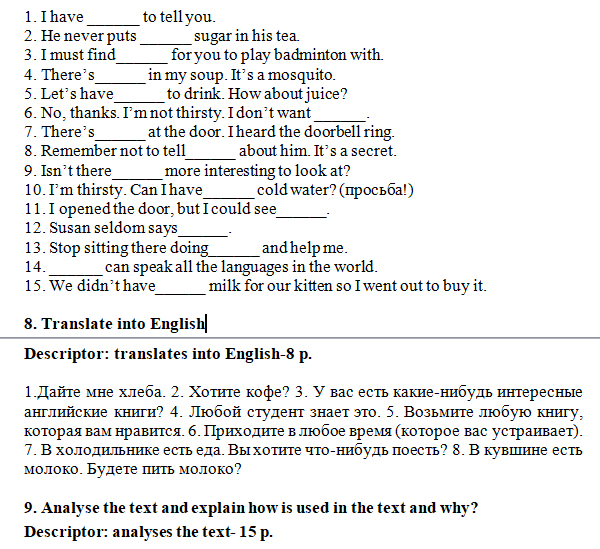 1. I have ______ to tell you.
2. He never puts ______ sugar in his tea.
3. I must find______ for you to play badminton with.
4. There's______ in my soup. It's a mosquito.
5. Let's have______ to drink. How about juice?
6. No, thanks. I'm not thirsty. I don't want ______.
7. There's______ at the door. I heard the doorbell ring.
8. Remember not to tell______ about him. It's a secret.
9. Isn't there______ more interesting to look at?
10. I'm thirsty. Can I have______ cold water? (просьба!)
11. I opened the door, but I could see______.
12. Susan seldom says______.
13. Stop sitting there doing______ and help me.
14. ______ can speak all the languages in the world.
15. We didn't have______ milk for our kitten so I went out to buy it.
8. Translate into English
Descriptor: translates into English-8 p.
1.Дайте мне хлеба. 2. Хотите кофе? 3. У вас есть какие-нибудь интересные
английские книги? 4. Любой студент знает это. 5. Возьмите любую книгу,
которая вам нравится. 6. Приходите в любое время (которое вас устраивает).
7. В холодильнике есть еда. Вы хотите что-нибудь поесть? 8. В кувшине есть
молоко. Будете пить молоко?
9. Analyse the text and explain how is used in the text and why?
Descriptor: analyses the text- 15 p.